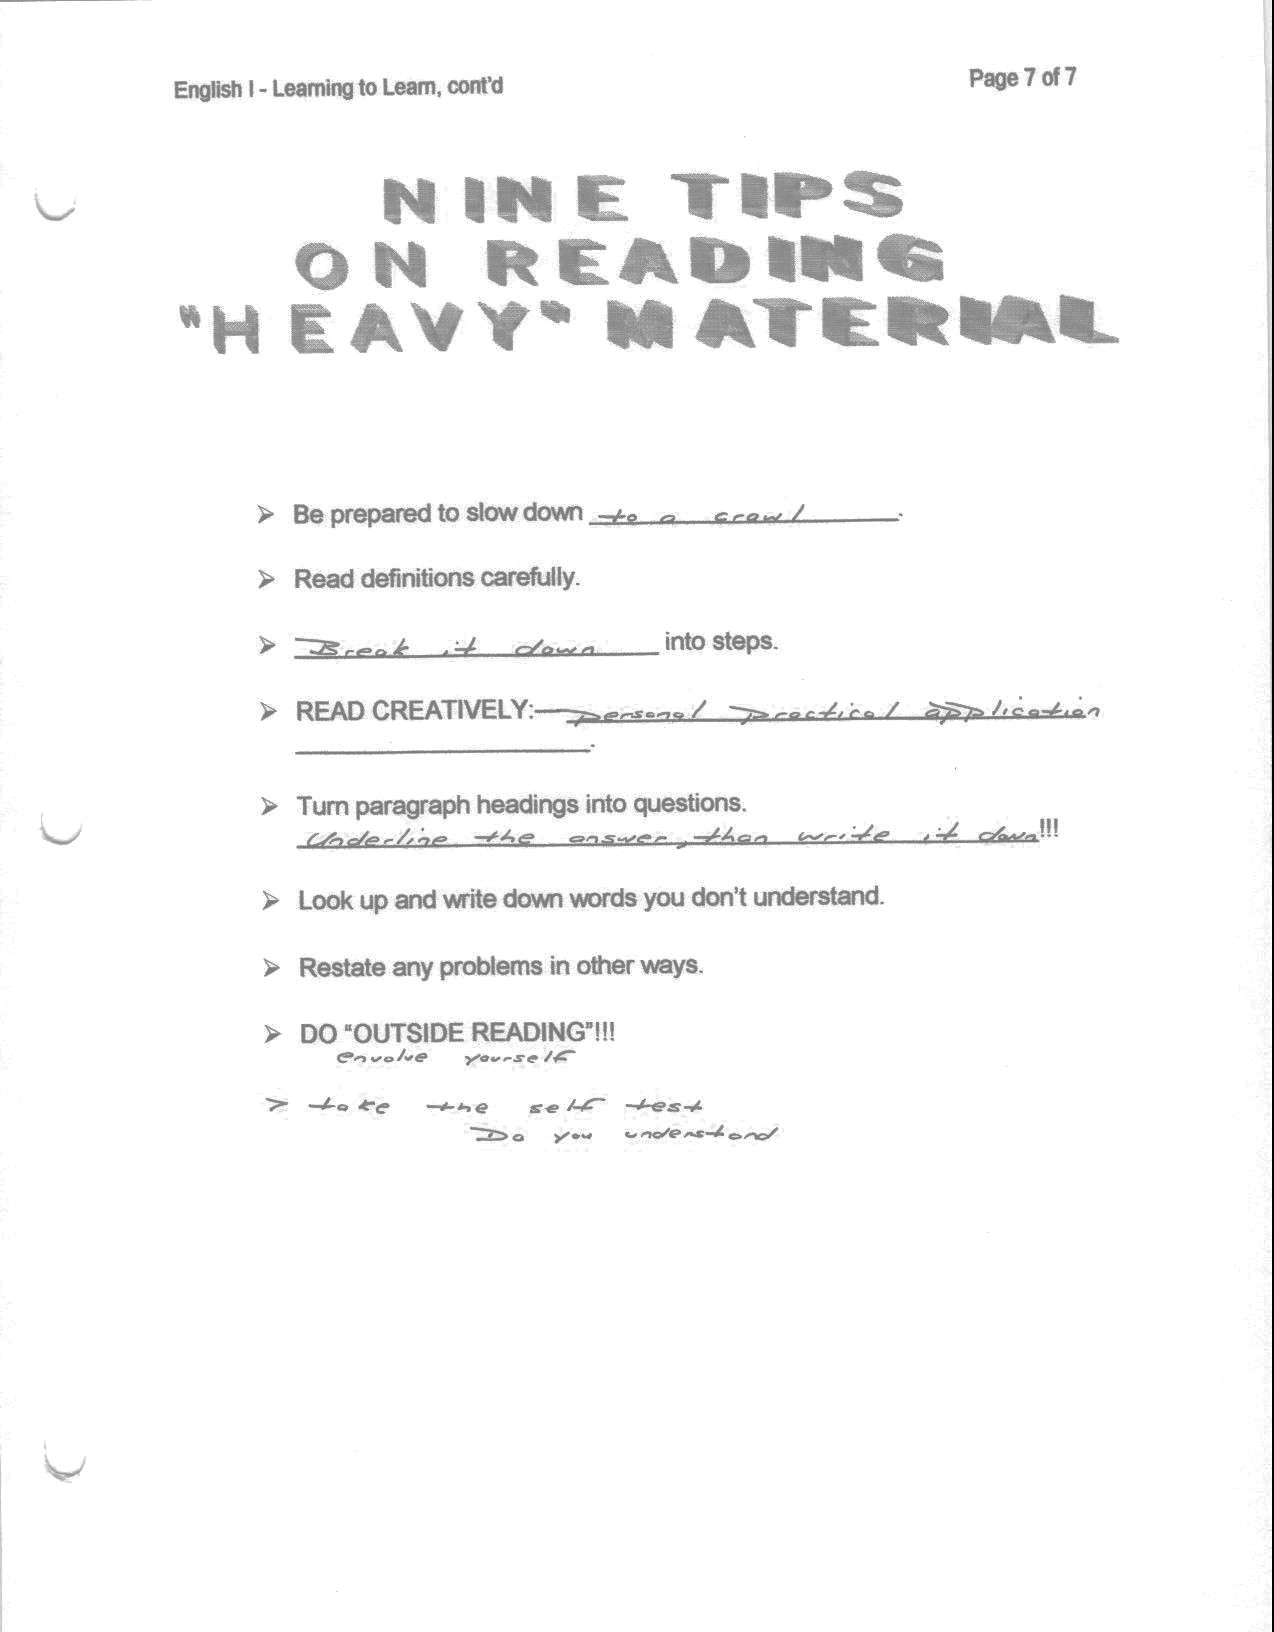 English I - Learning to Learn, cont'd
Page 7 of 7
NINE TIPS
ON READING
"HEAVY" MATERIAL
➢ Be prepared to slow down to a crawl.
➢ Read definitions carefully.
➢ Break it down into steps.
➢ READ CREATIVELY: personal practical application
.
➢ Turn paragraph headings into questions.
Underline the answer, than write it down!!!
➢ Look up and write down words you don't understand.
➢ Restate any problems in other ways.
➢ DO "OUTSIDE READING"!!!
envolve yourself
> take the self test
Do you understand